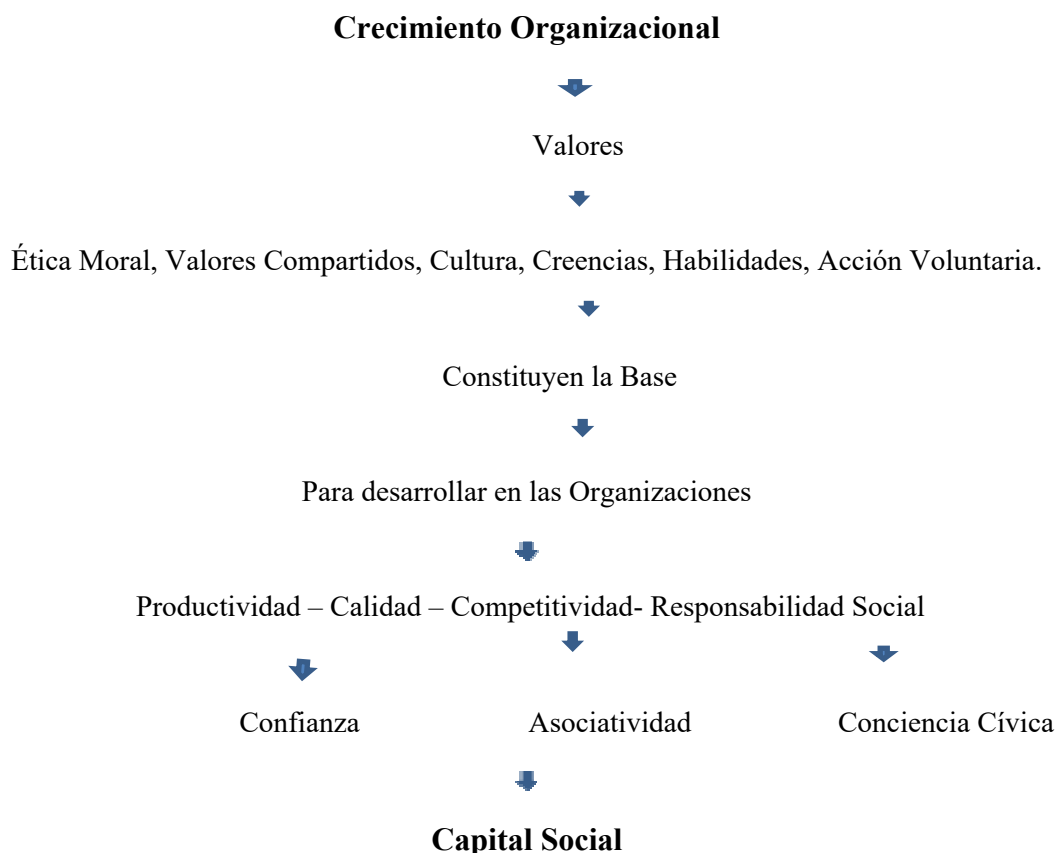 Crecimiento Organizacional
Valores
Ética Moral, Valores Compartidos, Cultura, Creencias, Habilidades, Acción Voluntaria.
Constituyen la Base
Para desarrollar en las Organizaciones
Productividad – Calidad – Competitividad- Responsabilidad Social
Confianza Asociatividad Conciencia Cívica
Capital Social